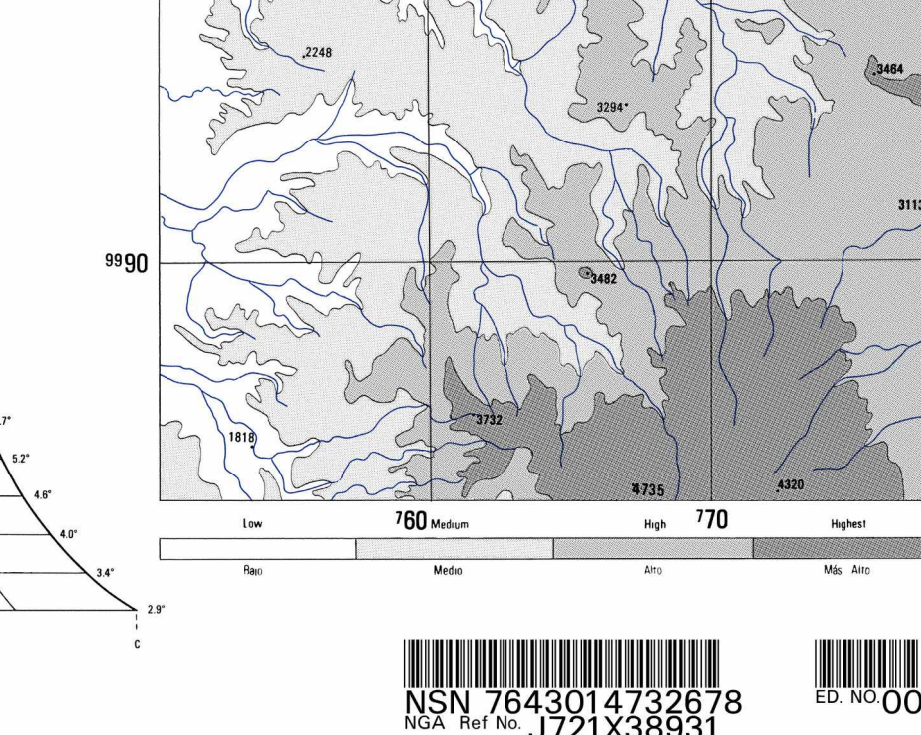 2248
3464
3294
3113
9990
3482
.7°
3732
1818
5.2°
4735
4320
4.6°
Low 760 Medium High 770 Highest
4.0°
Bajo Medio Alto Más Alto
3.4°
2.9°
C
NSN 7643014732678
ED. NO. 00
NGA Ref No. J721X38931